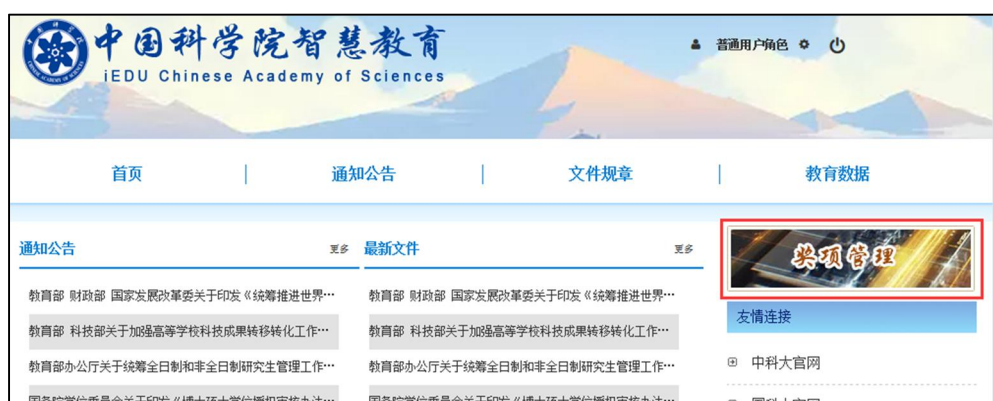 中国科学院智慧教育
iEDU Chinese Academy of Sciences
普通用户角色
首页
通知公告
文件规章
教育数据
通知公告
更多
最新文件
更多
奖项管理
教育部 财政部 国家发展改革委关于印发《统筹推进世界…
教育部 财政部 国家发展改革委关于印发《统筹推进世界…
友情连接
教育部 科技部关于加强高等学校科技成果转移转化工作…
教育部 科技部关于加强高等学校科技成果转移转化工作…
教育部办公厅关于统筹全日制和非全日制研究生管理工作…
教育部办公厅关于统筹全日制和非全日制研究生管理工作…
中科大官网